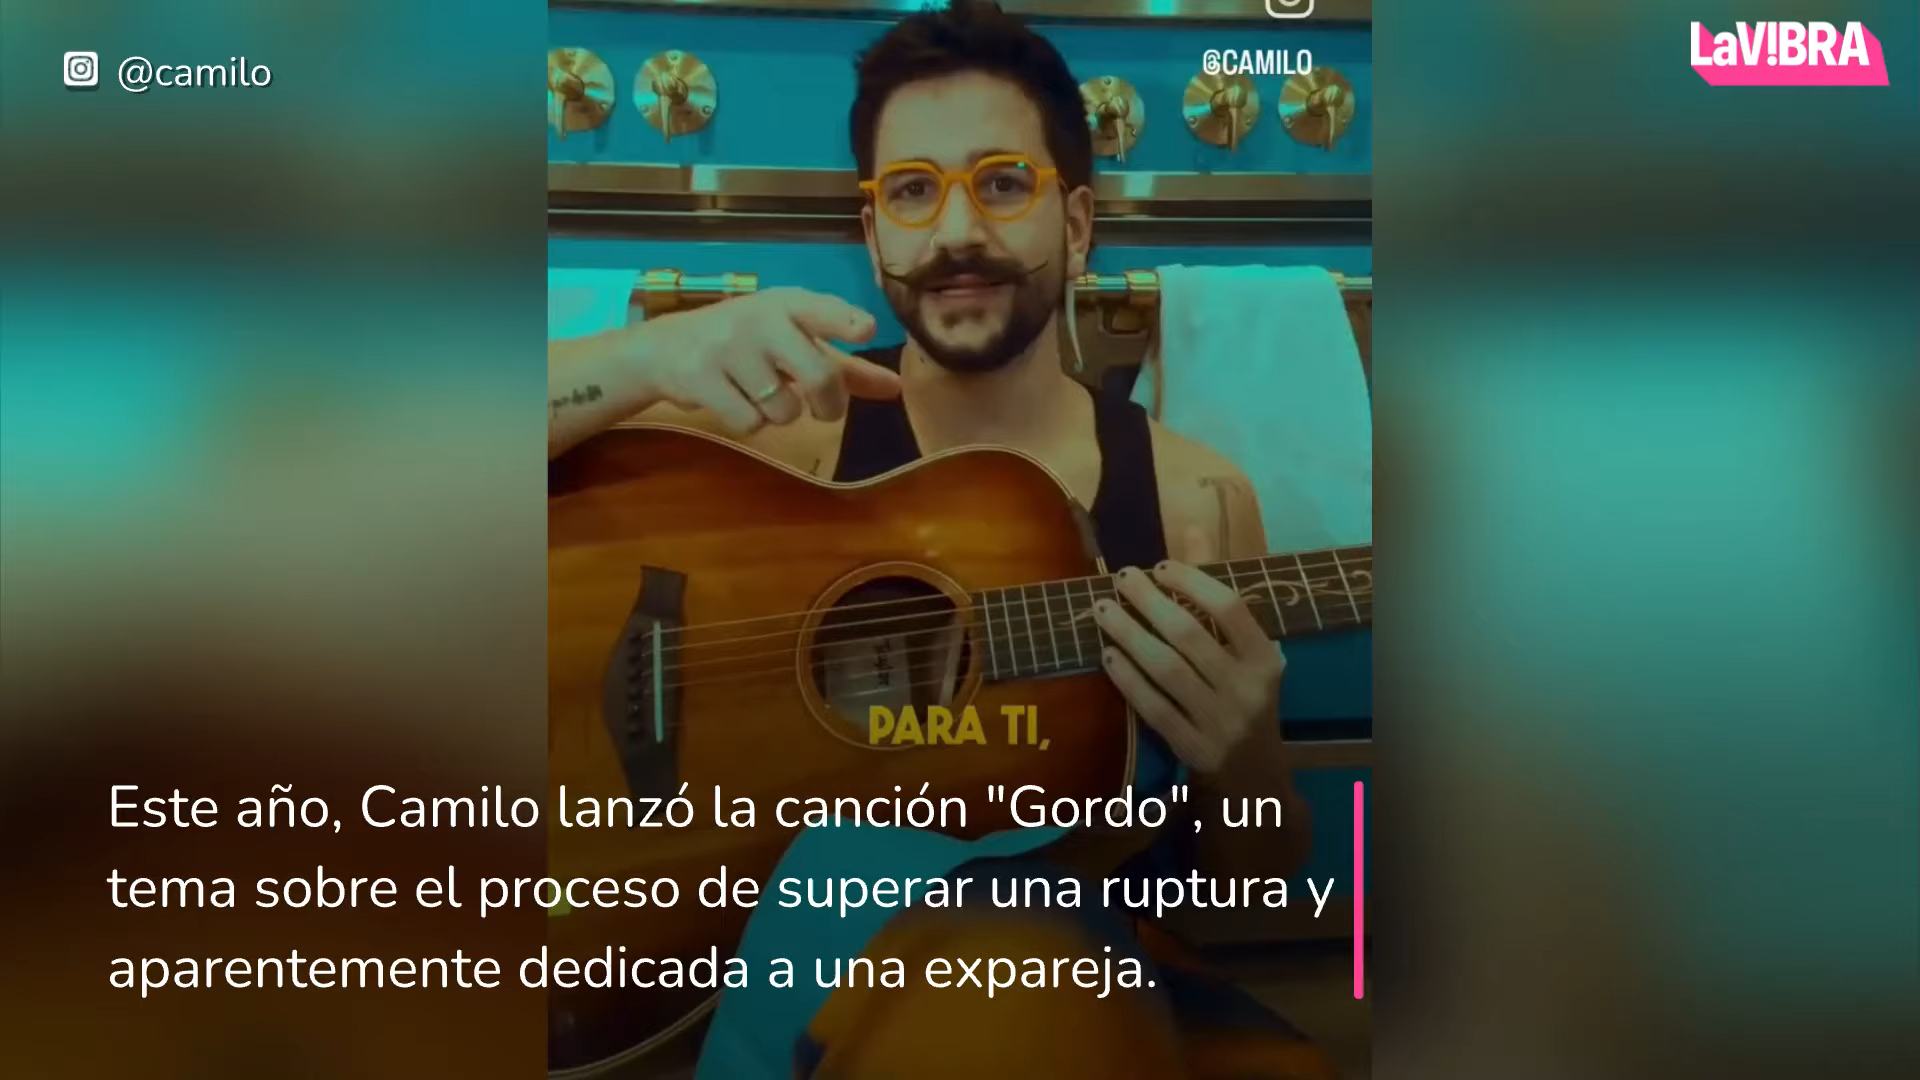 @camilo
@CAMILO
LaV!BRA
PARA TI,
Este año, Camilo lanzó la canción "Gordo", un
tema sobre el proceso de superar una ruptura y
aparentemente dedicada a una expareja.